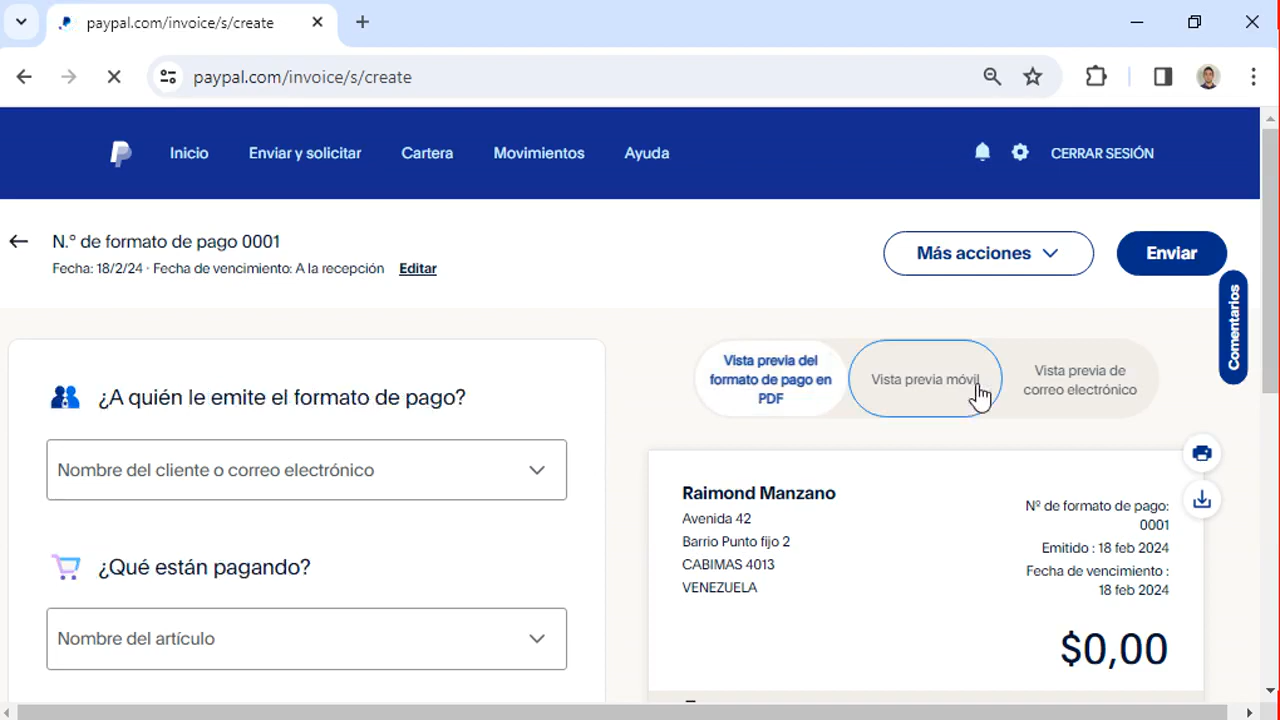 paypal.com/invoice/s/create
paypal.com/invoice/s/create
Inicio
Enviar y solicitar
Cartera
Movimientos
Ayuda
CERRAR SESIÓN
N.° de formato de pago 0001
Fecha: 18/2/24 · Fecha de vencimiento: A la recepción
Editar
Más acciones
Enviar
Comentarios
¿A quién le emite el formato de pago?
Nombre del cliente o correo electrónico
¿Qué están pagando?
Nombre del artículo
Vista previa del
formato de pago en
PDF
Vista previa móvil
Vista previa de
correo electrónico
Raimond Manzano
Avenida 42
Barrio Punto fijo 2
CABIMAS 4013
VENEZUELA
Nº de formato de pago:
0001
Emitido : 18 feb 2024
Fecha de vencimiento :
18 feb 2024
$0,00